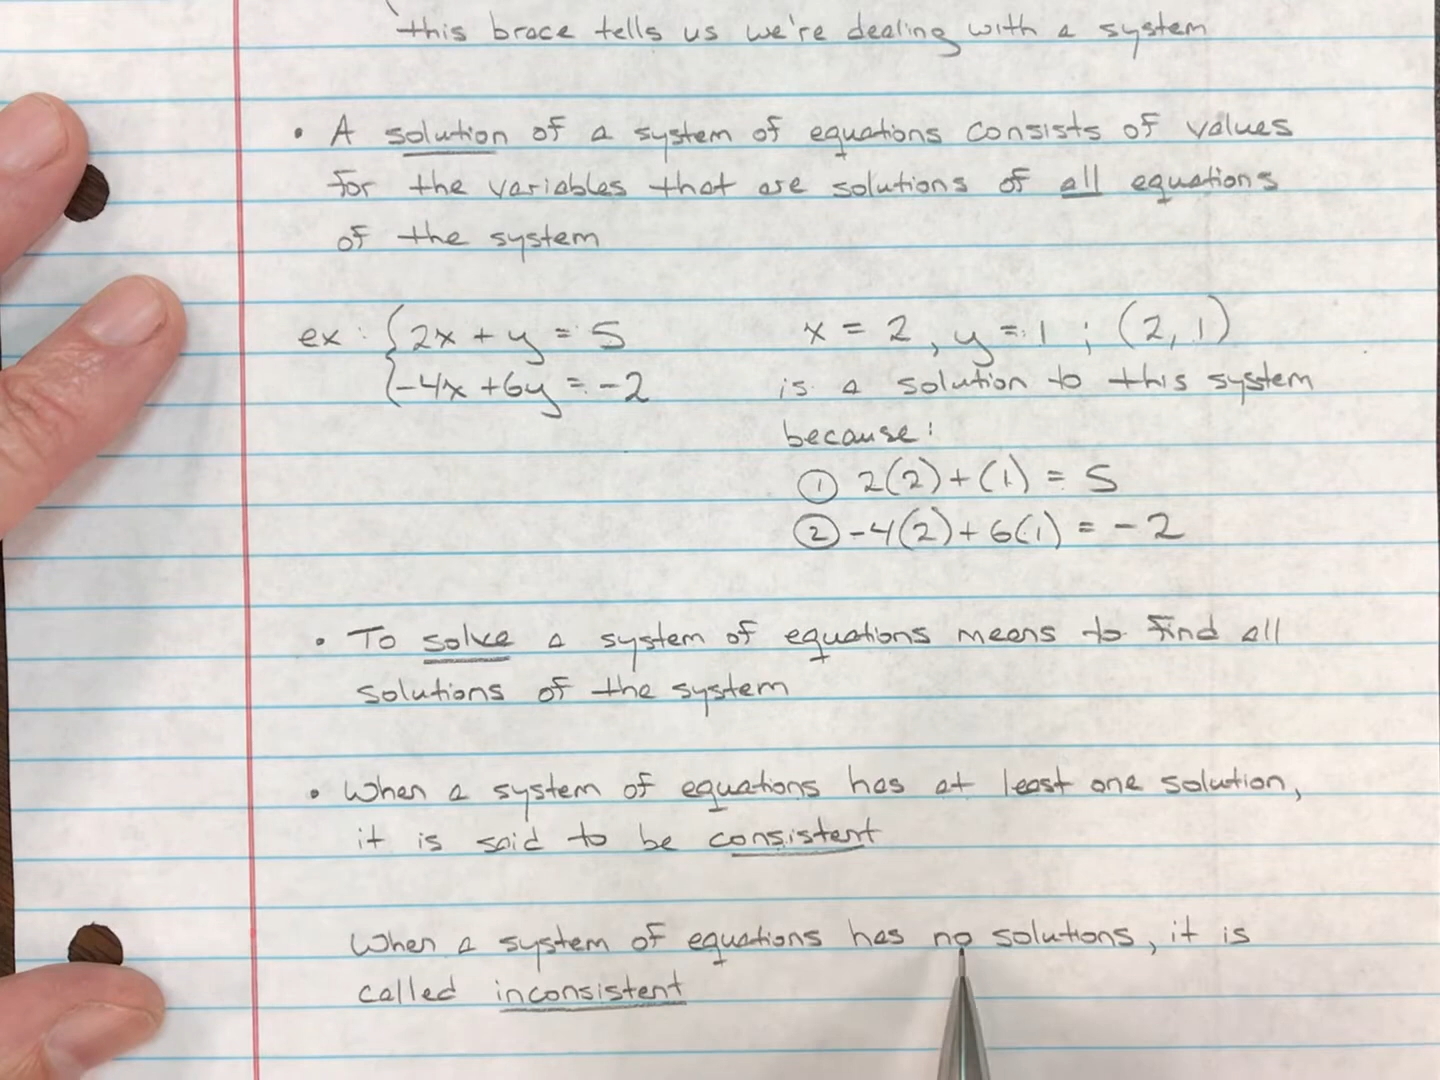 this brace tells us we're dealing with a system
• A solution of a system of equations consists of values
for the variables that are solutions of all equations
of the system
ex: { 2x + y = 5
{ -4x + 6y = -2
x = 2, y = 1 ; (2, 1)
is a solution to this system
because:
① 2(2) + (1) = 5
② -4(2) + 6(1) = -2
• To solve a system of equations means to find all
solutions of the system
• When a system of equations has at least one solution,
it is said to be consistent
When a system of equations has no solutions, it is
called inconsistent